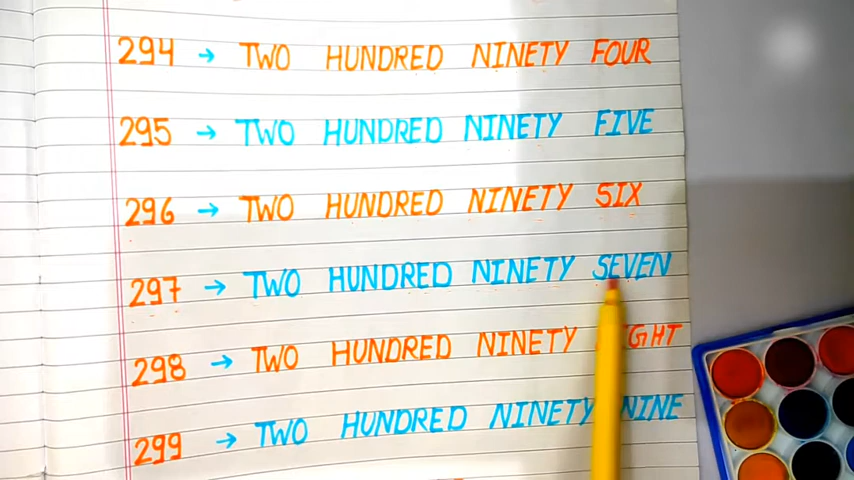 294 → TWO HUNDRED NINETY FOUR
295 → TWO HUNDRED NINETY FIVE
296 → TWO HUNDRED NINETY SIX
297 → TWO HUNDRED NINETY SEVEN
298 → TWO HUNDRED NINETY
299 → TWO HUNDRED NINETY NINE